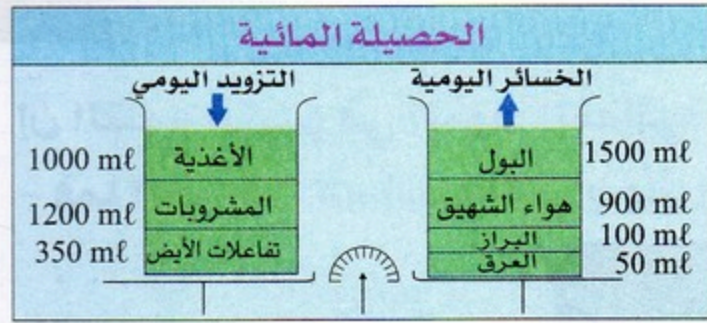 الحصيلة المائية
الخسائر اليومية
التزويد اليومي
البول 1500 mℓ
هواء الشهيق 900 mℓ
البراز 100 mℓ
العرق 50 mℓ
الأغذية 1000 mℓ
المشروبات 1200 mℓ
تفاعلات الأيض 350 mℓ